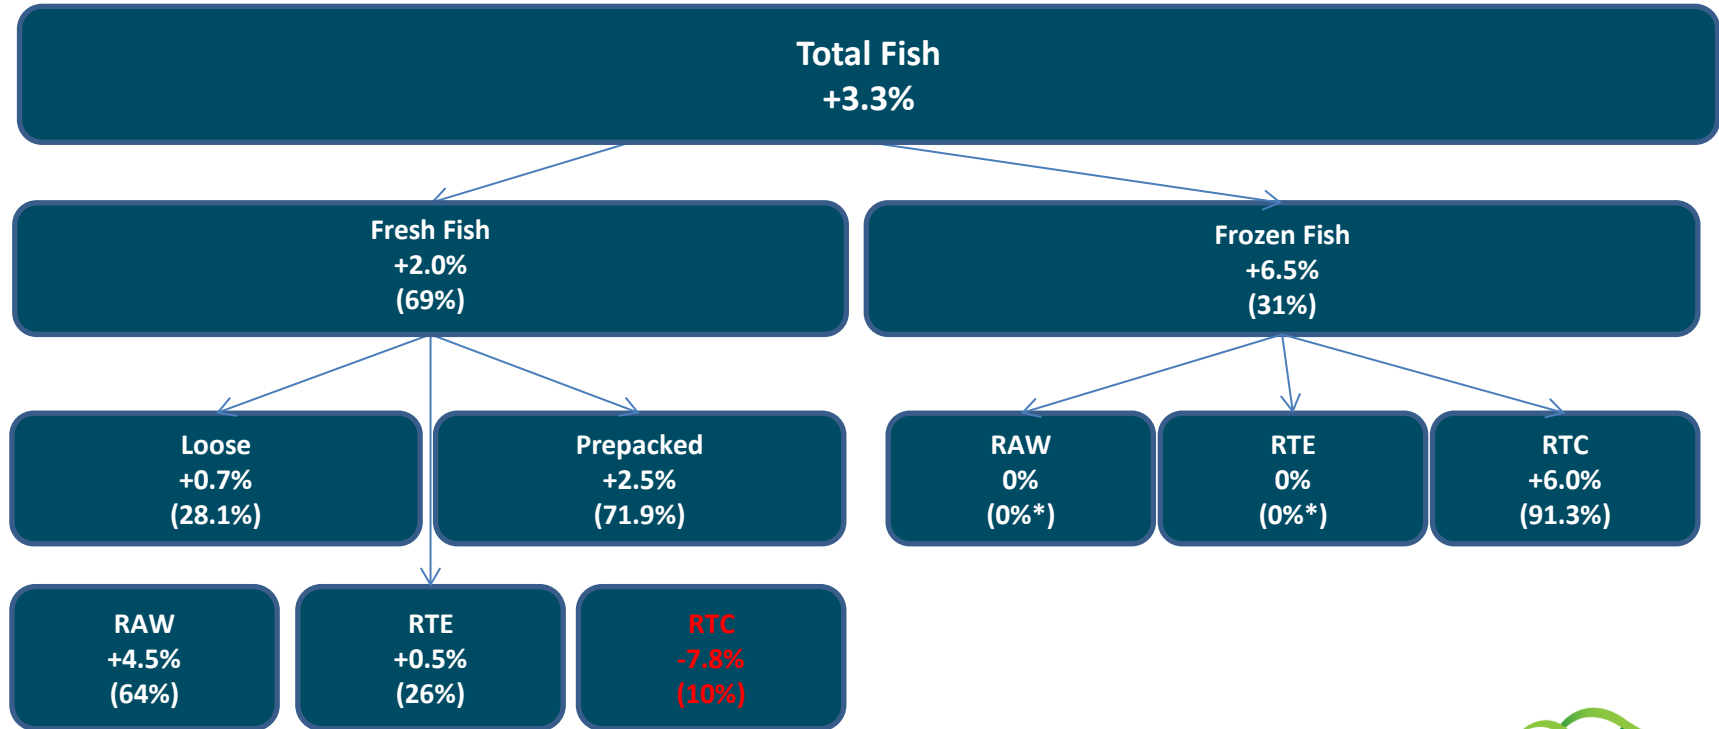 Total Fish
+3.3%
Fresh Fish
+2.0%
(69%)
Frozen Fish
+6.5%
(31%)
Loose
+0.7%
(28.1%)
Prepacked
+2.5%
(71.9%)
RAW
0%
(0%*)
RTE
0%
(0%*)
RTC
+6.0%
(91.3%)
RAW
+4.5%
(64%)
RTE
+0.5%
(26%)
RTC
-7.8%
(10%)